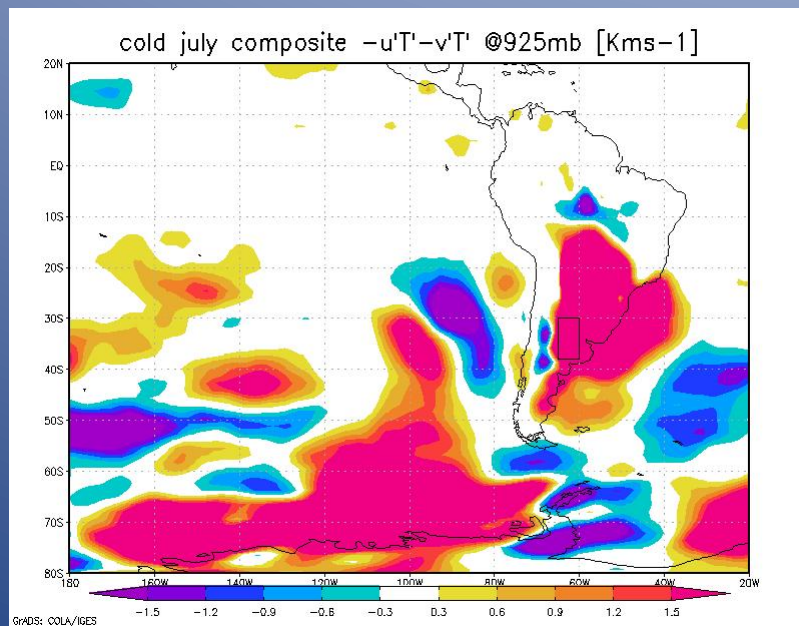 cold july composite -u'T'-v'T' @925mb [Kms-1]
20N
10N
EQ
10S
20S
30S
40S
50S
60S
70S
80S
180 160W 140W 120W 100W 80W 60W 40W 20W
-1.5 -1.2 -0.9 -0.6 -0.3 0.3 0.6 0.9 1.2 1.5
GrADS: COLA/IGES